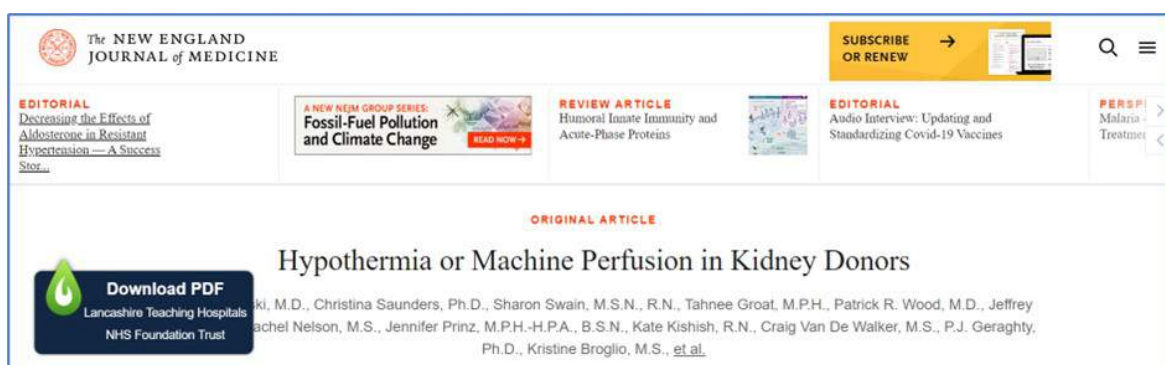 The NEW ENGLAND
JOURNAL of MEDICINE
SUBSCRIBE
OR RENEW
EDITORIAL
Decreasing the Effects of
Aldosterone in Resistant
Hypertension — A Success
Stor...
A NEW NEJM GROUP SERIES:
Fossil-Fuel Pollution
and Climate Change
READ NOW→
REVIEW ARTICLE
Humoral Innate Immunity and
Acute-Phase Proteins
EDITORIAL
Audio Interview: Updating and
Standardizing Covid-19 Vaccines
PERSP
Malaria
Treatme
ORIGINAL ARTICLE
Hypothermia or Machine Perfusion in Kidney Donors
ski, M.D., Christina Saunders, Ph.D., Sharon Swain, M.S.N., R.N., Tahnee Groat, M.P.H., Patrick R. Wood, M.D., Jeffrey
achel Nelson, M.S., Jennifer Prinz, M.P.H.-H.P.A., B.S.N., Kate Kishish, R.N., Craig Van De Walker, M.S., P.J. Geraghty,
Ph.D., Kristine Broglio, M.S., et al.
Download PDF
Lancashire Teaching Hospitals
NHS Foundation Trust